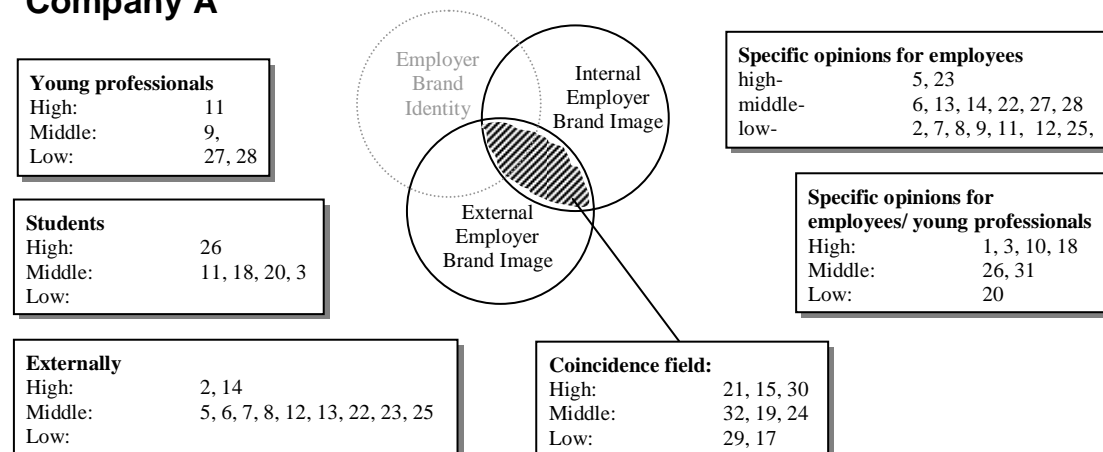 Company A
Employer
Brand
Identity
Internal
Employer
Brand Image
External
Employer
Brand Image
Young professionals
High: 11
Middle: 9,
Low: 27, 28
Students
High: 26
Middle: 11, 18, 20, 3
Low:
Externally
High: 2, 14
Middle: 5, 6, 7, 8, 12, 13, 22, 23, 25
Low:
Specific opinions for employees
high- 5, 23
middle- 6, 13, 14, 22, 27, 28
low- 2, 7, 8, 9, 11, 12, 25,
Specific opinions for
employees/ young professionals
High: 1, 3, 10, 18
Middle: 26, 31
Low: 20
Coincidence field:
High: 21, 15, 30
Middle: 32, 19, 24
Low: 29, 17